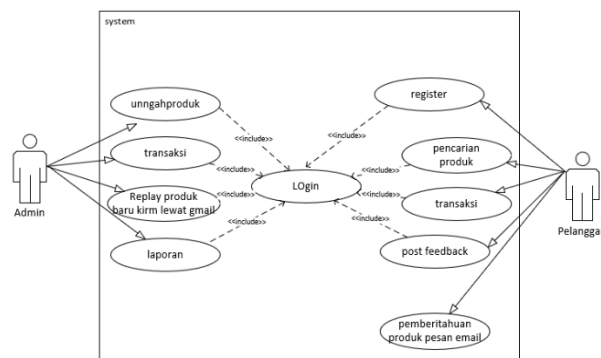 system
unngahproduk
transaksi
Replay produk
baru kirm lewat gmail
laporan
Admin
<<include>>
<<include>>
<<include>>
<<include>>
LOgin
<<include>>
<<include>>
<<include>>
<<include>>
register
pencarian
produk
transaksi
post feedback
pemberitahuan
produk pesan email
Pelangga